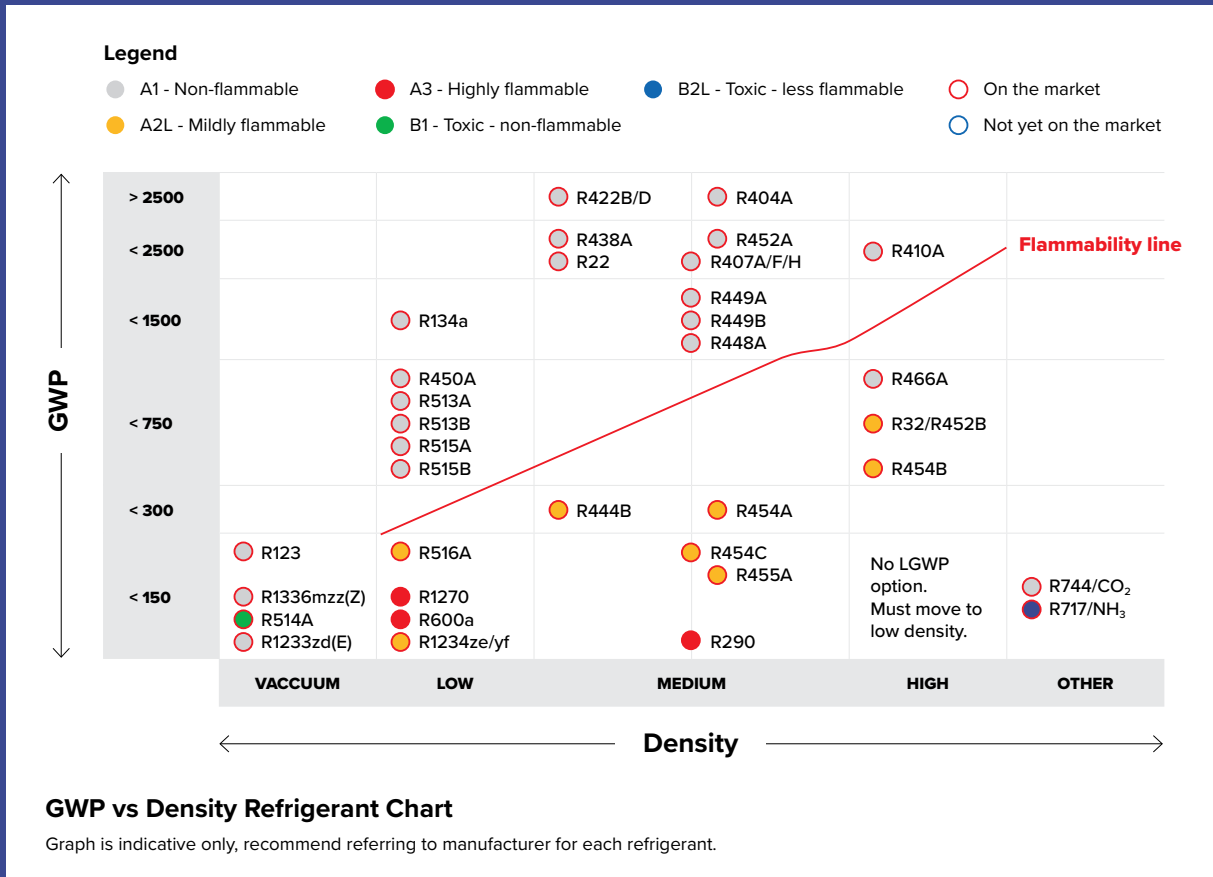 Legend
A1 - Non-flammable
A3 - Highly flammable
B2L - Toxic - less flammable
On the market
A2L - Mildly flammable
B1 - Toxic - non-flammable
Not yet on the market
GWP
> 2500
R422B/D
R404A
< 2500
R438A
R452A
R22
R407A/F/H
R410A
Flammability line
< 1500
R134a
R449A
R449B
R448A
< 750
R450A
R513A
R513B
R515A
R515B
R466A
R32/R452B
R454B
< 300
R444B
R454A
< 150
R123
R1336mzz(Z)
R514A
R1233zd(E)
R516A
R1270
R600a
R1234ze/yf
R454C
R455A
R290
No LGWP
option.
Must move to
low density.
R744/CO₂
R717/NH₃
VACCUUM
LOW
MEDIUM
HIGH
OTHER
Density
GWP vs Density Refrigerant Chart
Graph is indicative only, recommend referring to manufacturer for each refrigerant.